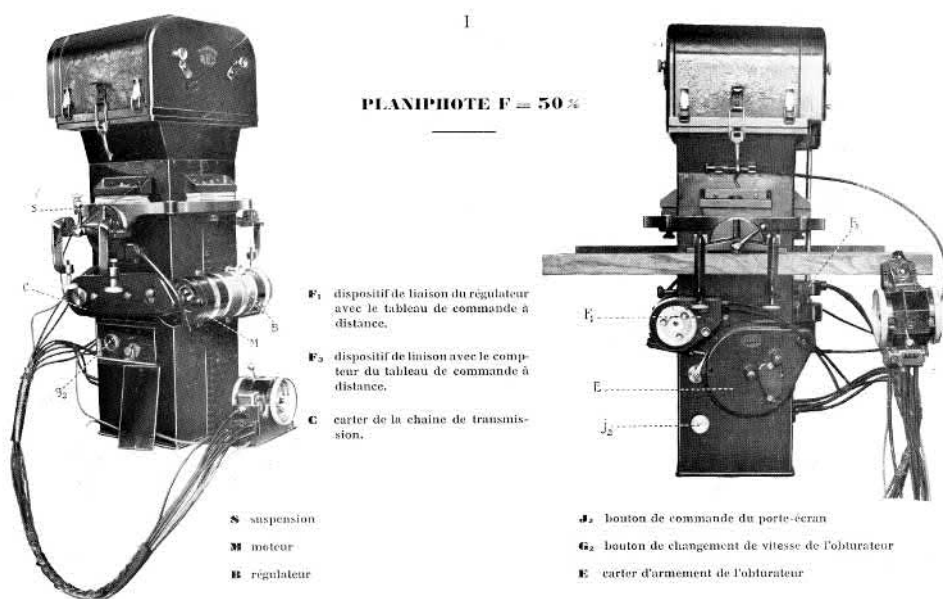 I
PLANIPHOTE F = 50 %
S
C
B
M
g₂
F₁ dispositif de liaison du régulateur
avec le tableau de commande à
distance.
F₃ dispositif de liaison avec le comp-
teur du tableau de commande à
distance.
C carter de la chaine de transmis-
sion.
S suspension
M moteur
B régulateur
F₃
F₁
E
J₂
J₂ bouton de commande du porte-écran
G₂ bouton de changement de vitesse de l'obturateur
E carter d'armement de l'obturateur